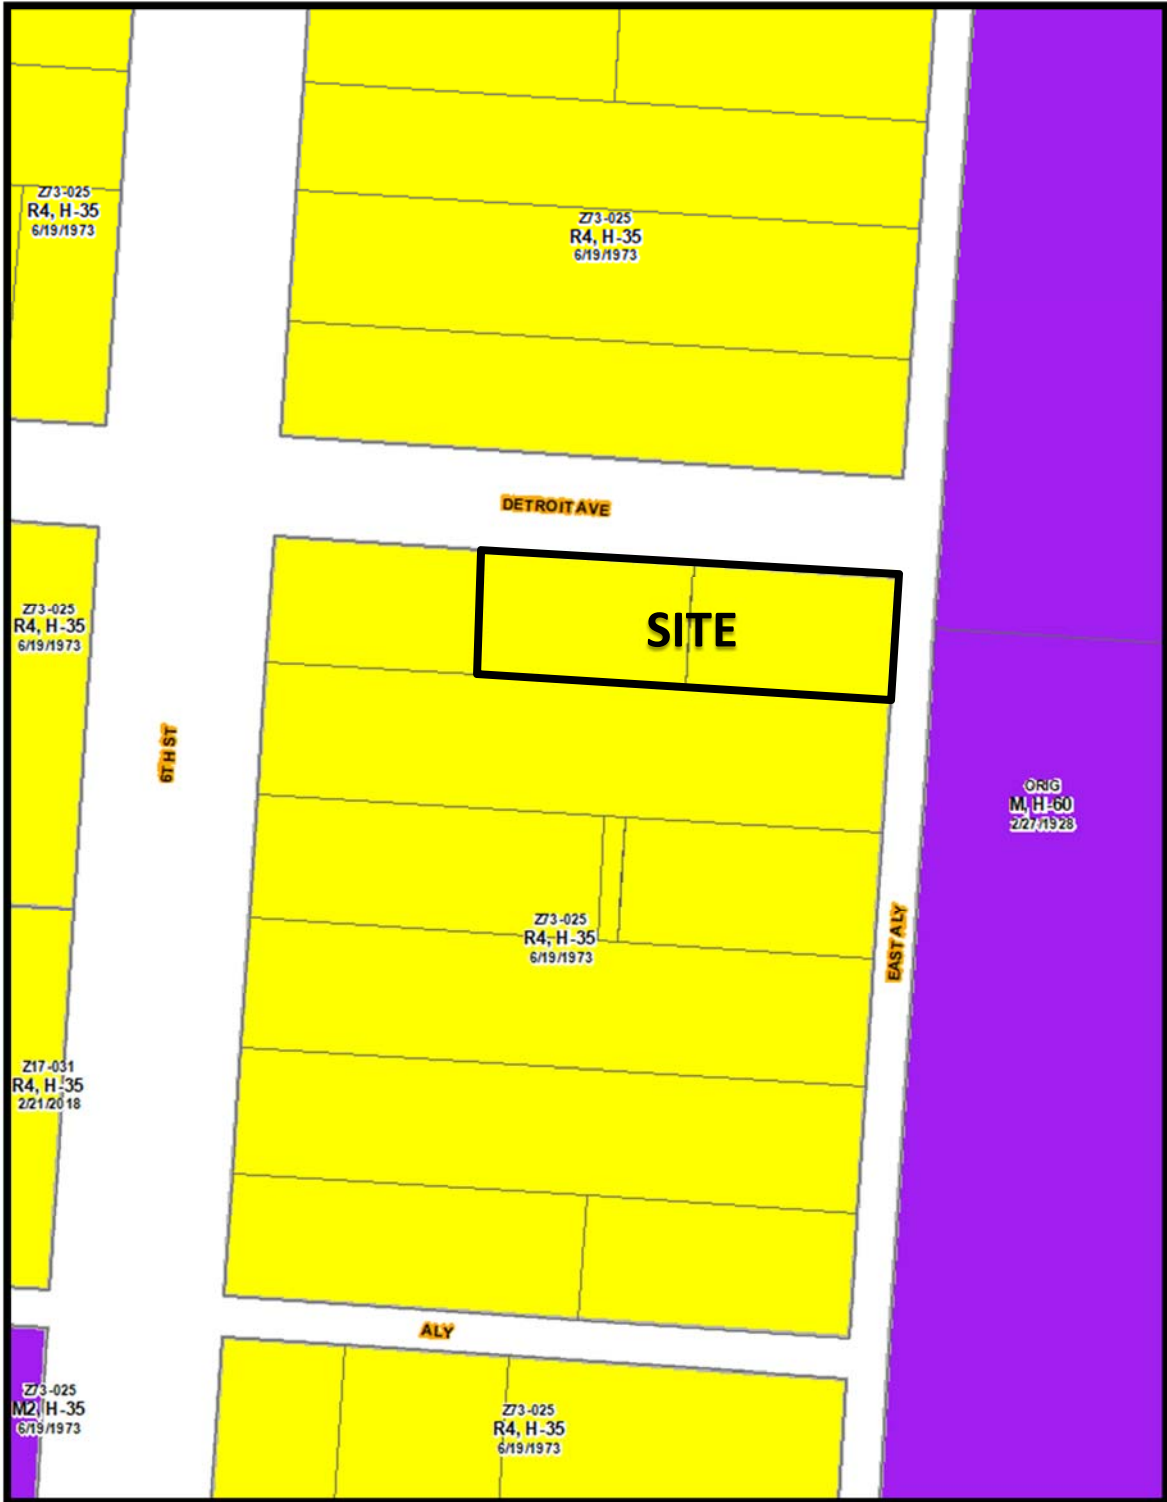 Z73-025
R4, H-35
6/19/1973
Z73-025
R4, H-35
6/19/1973
DETROIT AVE
SITE
Z73-025
R4, H-35
6/19/1973
6TH ST
ORIG
M, H-60
2/27/1928
Z73-025
R4, H-35
6/19/1973
EAST ALY
Z17-031
R4, H-35
2/21/2018
ALY
Z73-025
M2, H-35
6/19/1973
Z73-025
R4, H-35
6/19/1973